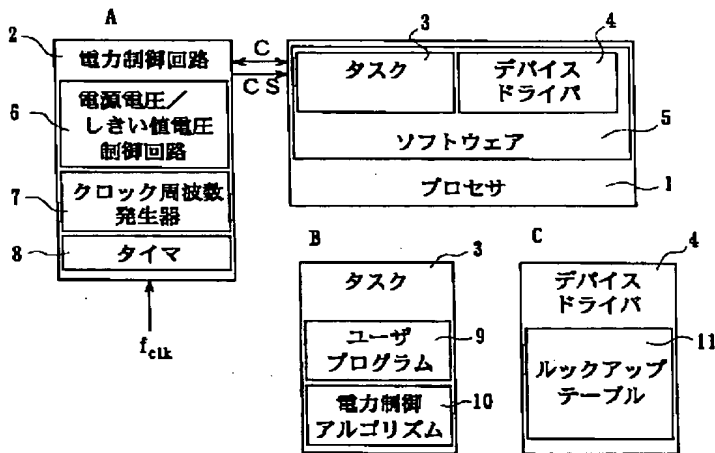 A
2
電力制御回路
6
電源電圧/
しきい値電圧
制御回路
7
クロック周波数
発生器
8
タイマ
fclk
C
CS
3
タスク
4
デバイス
ドライバ
5
ソフトウェア
プロセサ
1
B
3
タスク
ユーザ
プログラム
9
電力制御
アルゴリズム
10
C
4
デバイス
ドライバ
11
ルックアップ
テーブル